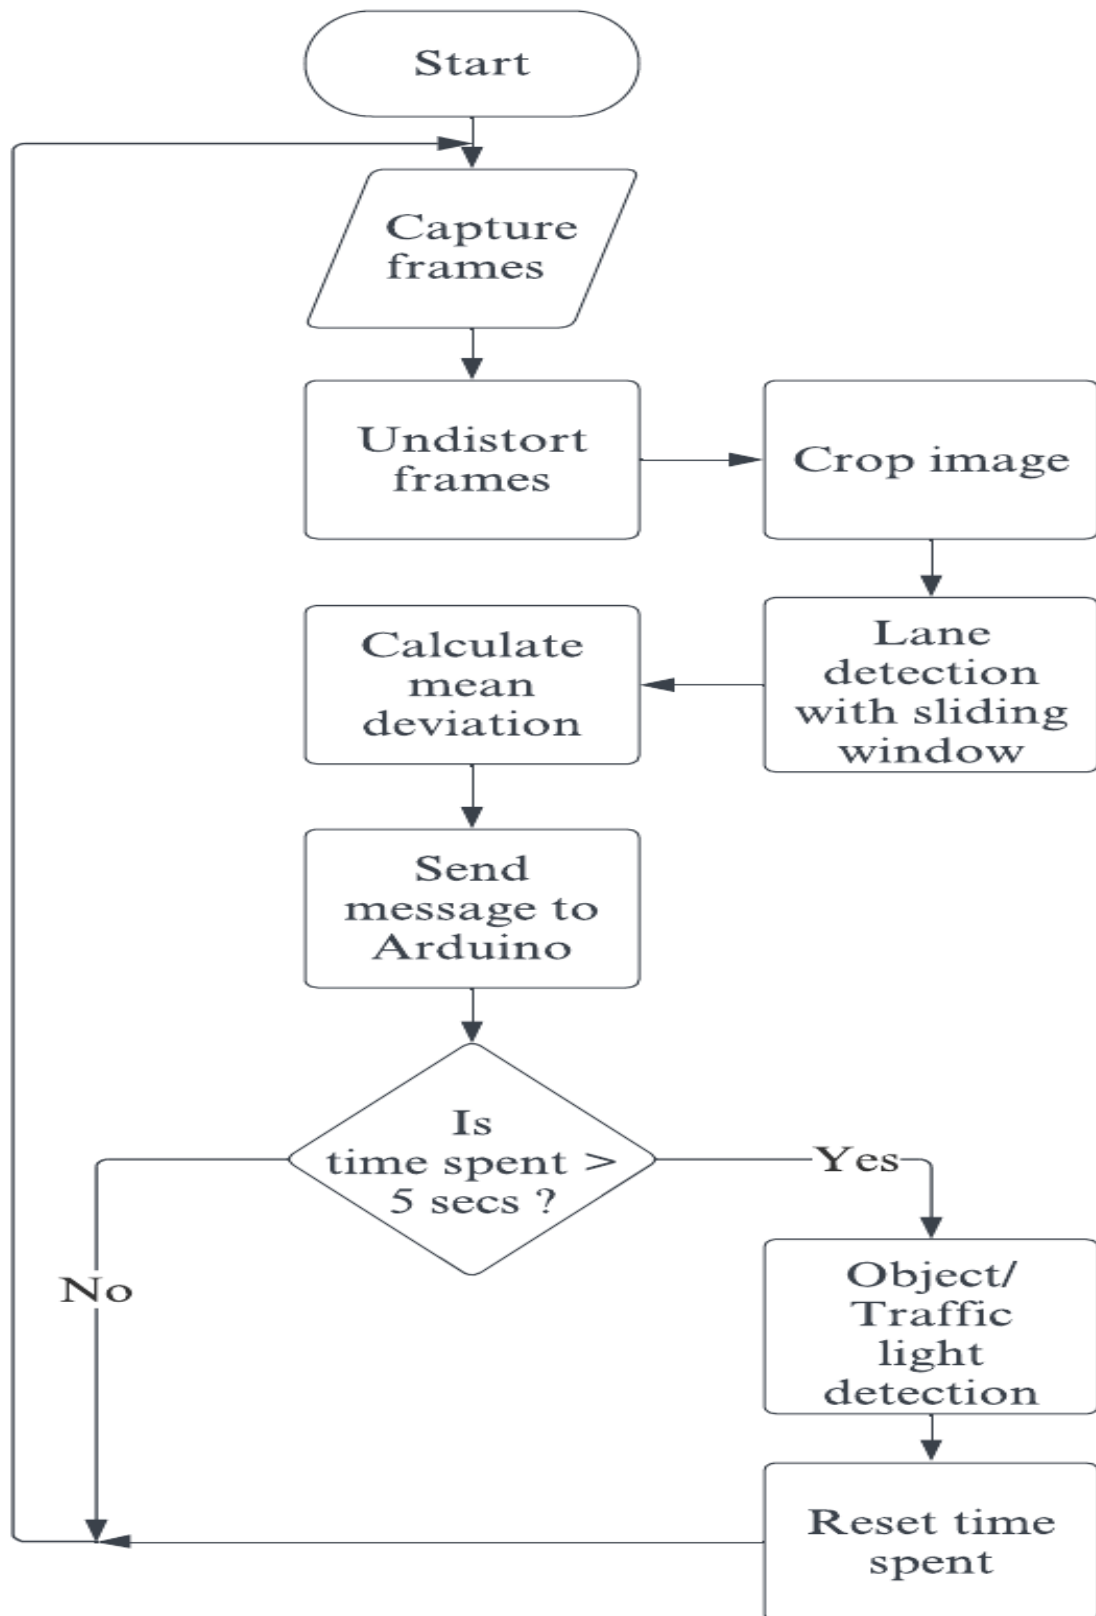 Start
Capture
frames
Undistort
frames
Crop image
Lane
detection
with sliding
window
Calculate
mean
deviation
Send
message to
Arduino
Is
time spent >
5 secs ?
Yes
No
Object/
Traffic
light
detection
Reset time
spent